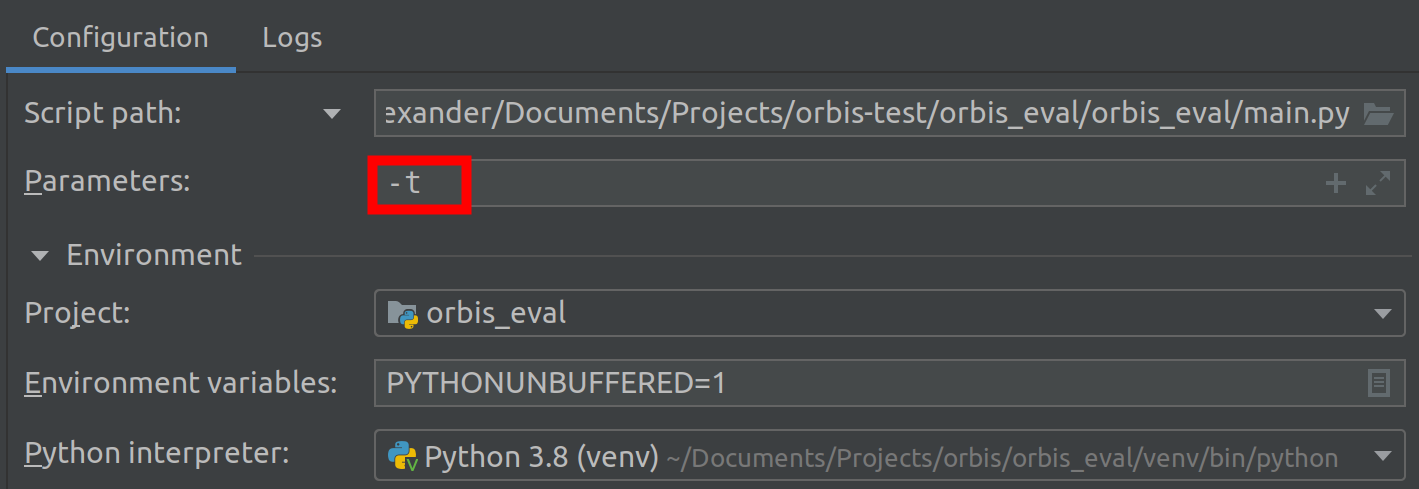 Configuration Logs
Script path: exander/Documents/Projects/orbis-test/orbis_eval/orbis_eval/main.py
Parameters: -t
Environment
Project: orbis_eval
Environment variables: PYTHONUNBUFFERED=1
Python interpreter: Python 3.8 (venv) ~/Documents/Projects/orbis/orbis_eval/venv/bin/python